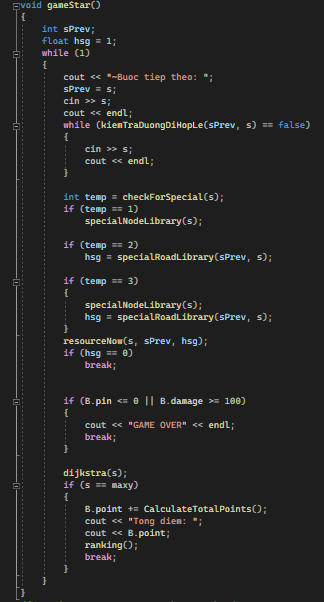 void gameStar()
{
    int sPrev;
    float hsg = 1;
    while (1)
    {
        cout << "~Buoc tiep theo: ";
        sPrev = s;
        cin >> s;
        cout << endl;
        while (kiemTraDuongDiHopLe(sPrev, s) == false)
        {
            cin >> s;
            cout << endl;
        }

        int temp = checkForSpecial(s);
        if (temp == 1)
            specialNodeLibrary(s);

        if (temp == 2)
            hsg = specialRoadLibrary(sPrev, s);

        if (temp == 3)
        {
            specialNodeLibrary(s);
            hsg = specialRoadLibrary(sPrev, s);
        }
        resourceNow(s, sPrev, hsg);
        if (hsg == 0)
            break;


        if (B.pin <= 0 || B.damage >= 100)
        {
            cout << "GAME OVER" << endl;
            break;
        }

        dijkstra(s);
        if (s == maxy)
        {
            B.point += CalculateTotalPoints();
            cout << "Tong diem: ";
            cout << B.point;
            ranking();
            break;
        }
    }
}